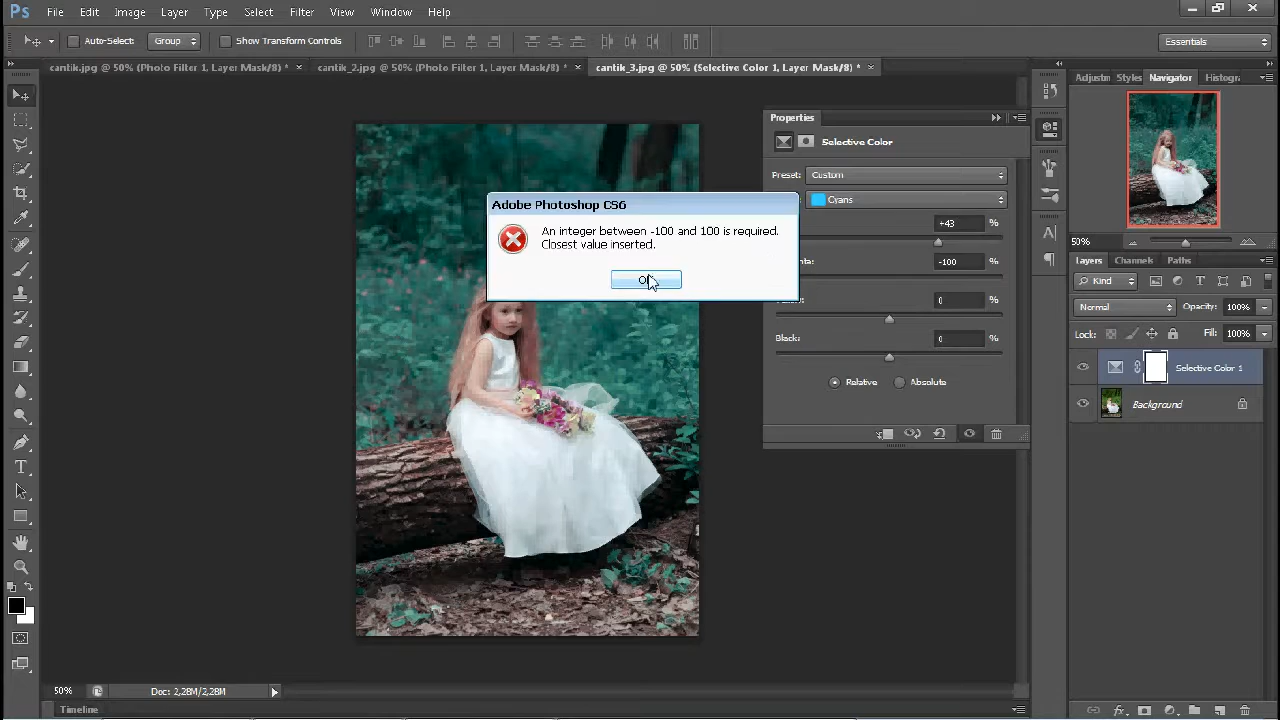 Ps File Edit Image Layer Type Select Filter View Window Help
Auto-Select: Group Show Transform Controls Essentials
cantik.jpg @ 50% (Photo Filter 1, Layer Mask/8) * × cantik_2.jpg @ 50% (Photo Filter 1, Layer Mask/8) * × cantik_3.jpg @ 50% (Selective Color 1, Layer Mask/8) * ×
Adjustm Styles Navigator Histogr
Properties
Selective Color
Preset: Custom
Cyans
+43 %
-100 %
0 %
Black: 0 %
Relative Absolute
Adobe Photoshop CS6
An integer between -100 and 100 is required.
Closest value inserted.
50%
Layers Channels Paths
Kind
Normal Opacity: 100%
Lock: Fill: 100%
Selective Color 1
Background
50% Doc: 2,28M/2,28M
Timeline